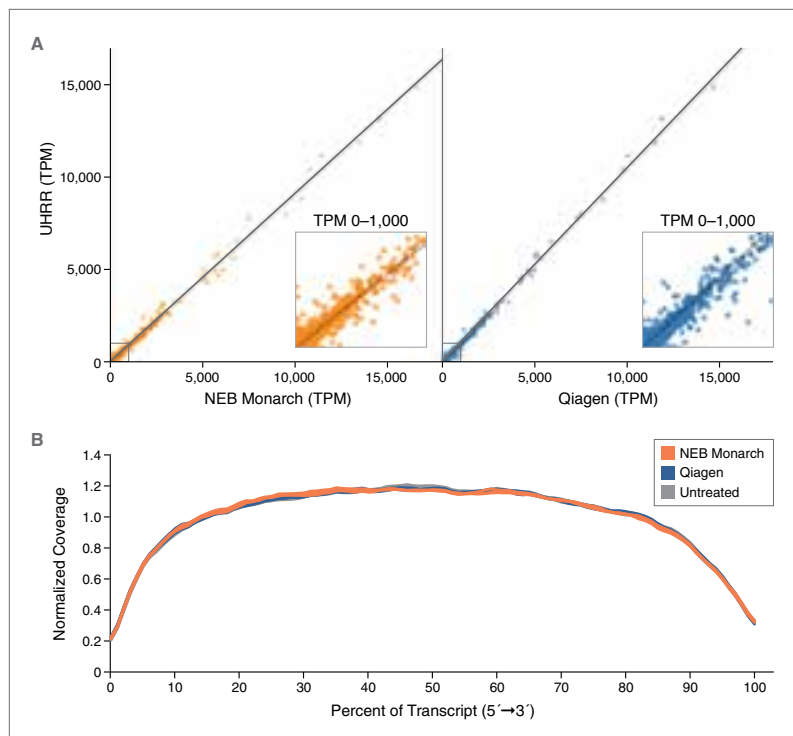 A
UHRR (TPM)
15,000
10,000
5,000
0
TPM 0–1,000
0 5,000 10,000 15,000
NEB Monarch (TPM)
TPM 0–1,000
0 5,000 10,000 15,000
Qiagen (TPM)
B
Normalized Coverage
1.4
1.2
1.0
0.8
0.6
0.4
0.2
0
NEB Monarch
Qiagen
Untreated
0 10 20 30 40 50 60 70 80 90 100
Percent of Transcript (5´→3´)